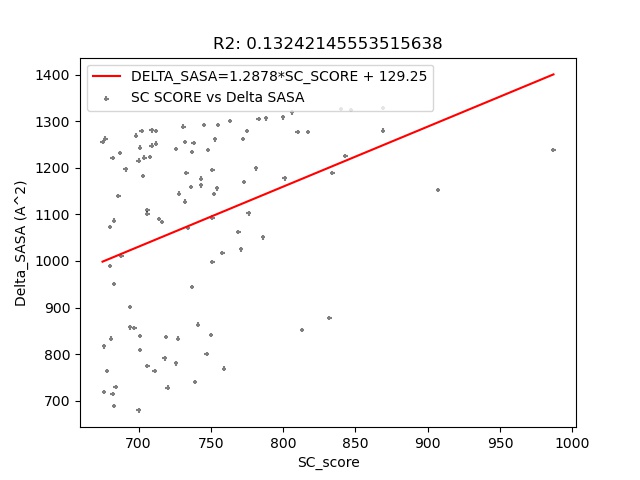 R2: 0.13242145553515638
DELTA_SASA=1.2878*SC_SCORE + 129.25
SC SCORE vs Delta SASA
Delta_SASA (A^2)
1400
1300
1200
1100
1000
900
800
700
700 750 800 850 900 950 1000
SC_score